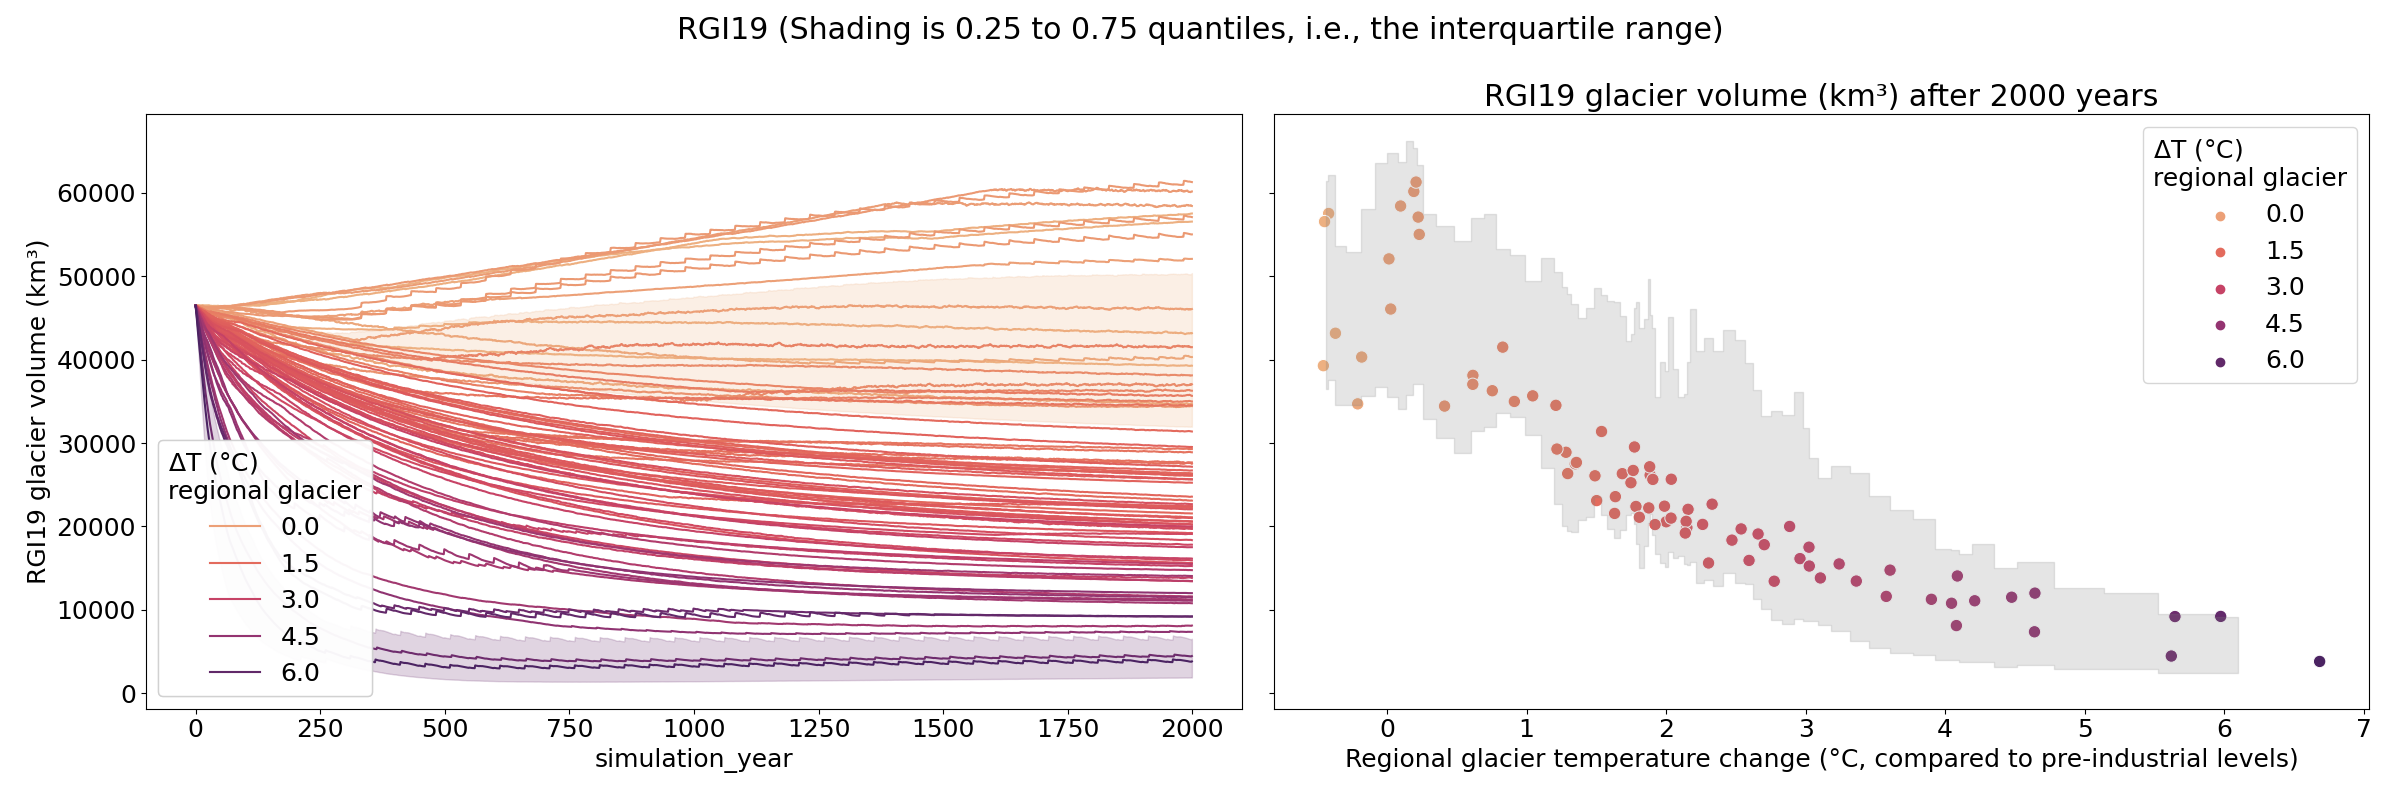 RGI19 (Shading is 0.25 to 0.75 quantiles, i.e., the interquartile range)
RGI19 glacier volume (km³)
60000
50000
40000
30000
20000
10000
0
ΔT (°C)
regional glacier
0.0
1.5
3.0
4.5
6.0
0 250 500 750 1000 1250 1500 1750 2000
simulation_year
RGI19 glacier volume (km³) after 2000 years
ΔT (°C)
regional glacier
0.0
1.5
3.0
4.5
6.0
0 1 2 3 4 5 6 7
Regional glacier temperature change (°C, compared to pre-industrial levels)